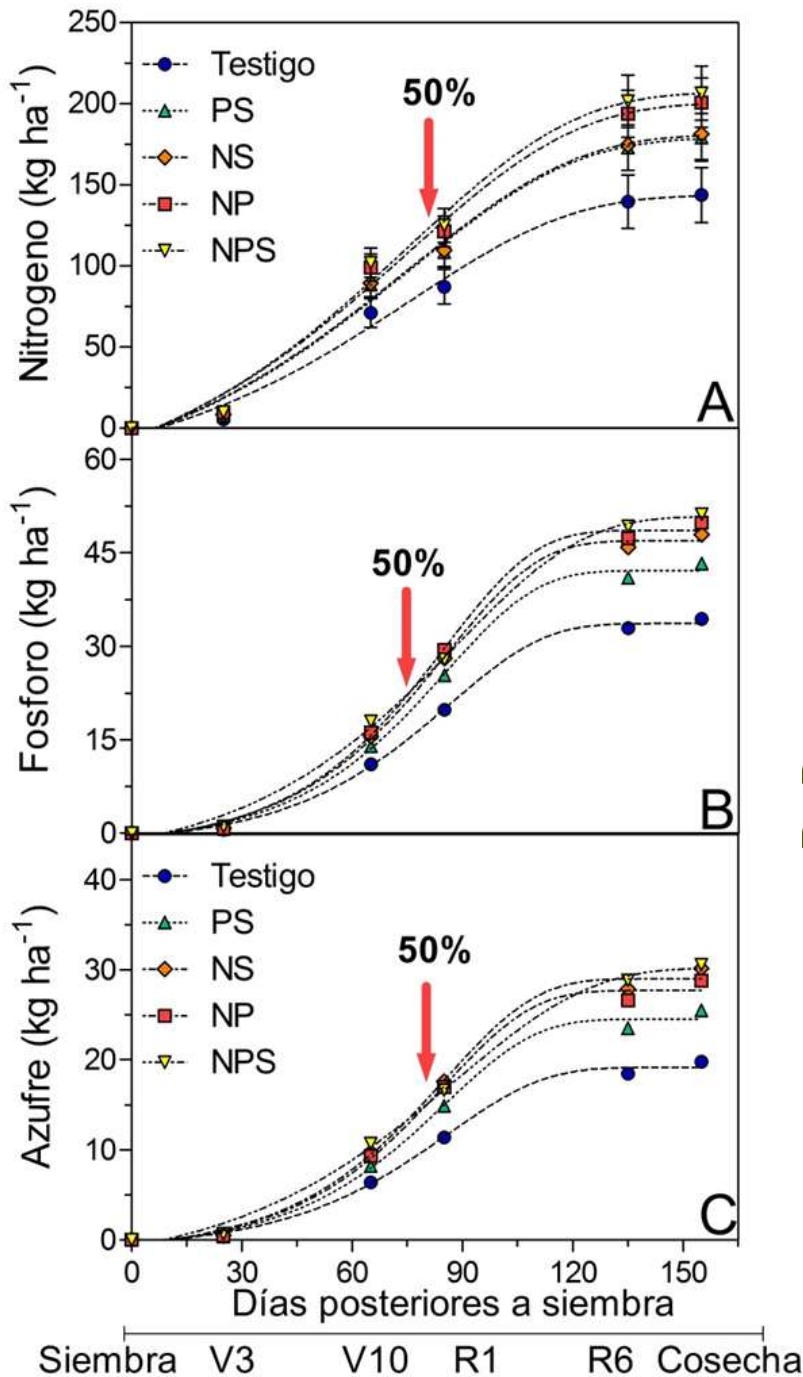 250
200
150
100
50
0
Nitrogeno (kg ha⁻¹)
Testigo
PS
NS
NP
NPS
50%
A
60
45
30
15
0
Fosforo (kg ha⁻¹)
50%
B
40
30
20
10
0
Azufre (kg ha⁻¹)
Testigo
PS
NS
NP
NPS
50%
C
0 30 60 90 120 150
Días posteriores a siembra
Siembra V3 V10 R1 R6 Cosecha